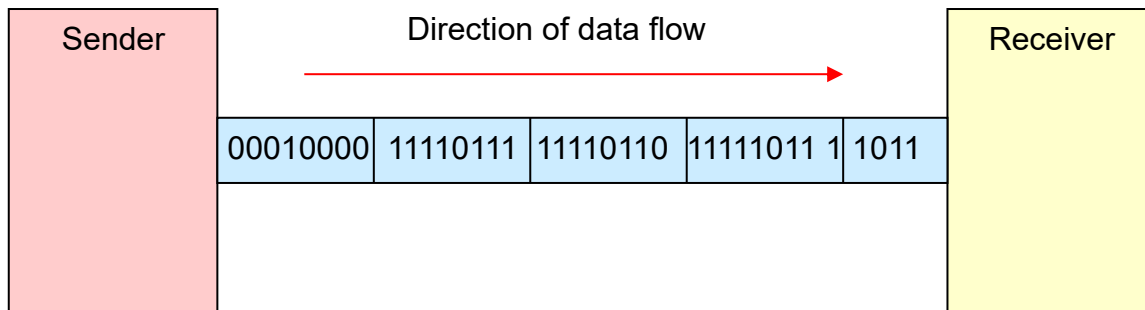 Sender
Direction of data flow
Receiver
00010000 11110111 11110110 11111011 1 1011